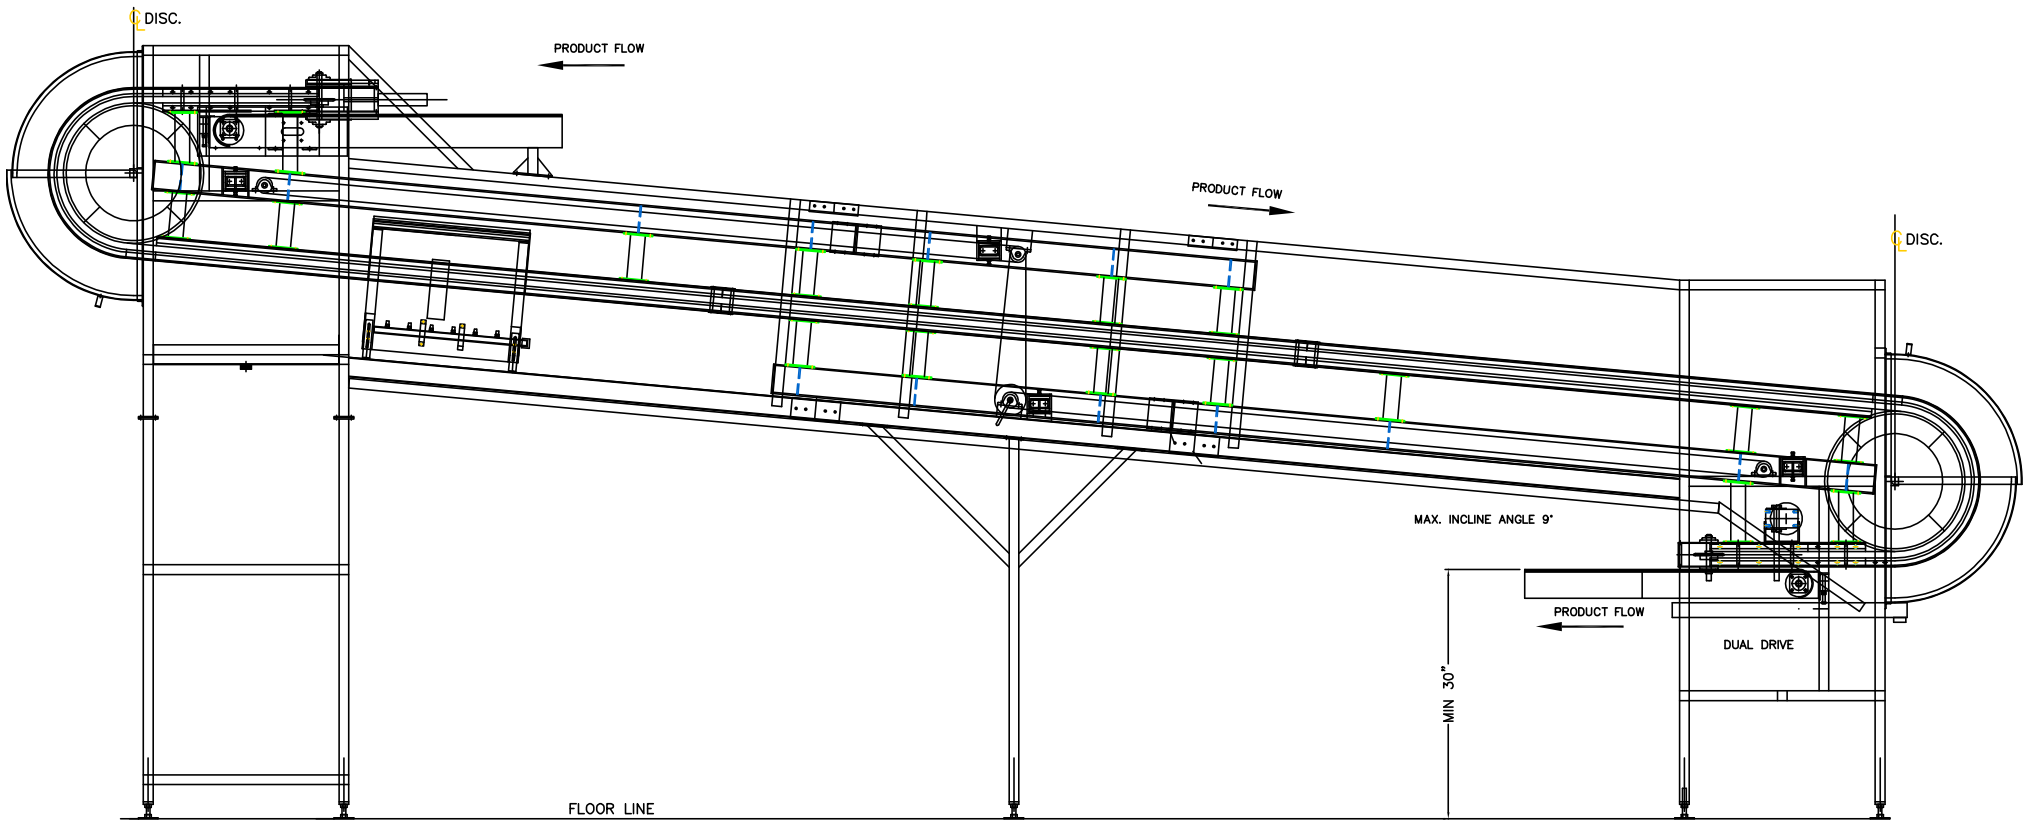 ℄ DISC.
PRODUCT FLOW
PRODUCT FLOW
℄ DISC.
MAX. INCLINE ANGLE 9°
PRODUCT FLOW
DUAL DRIVE
MIN 30"
FLOOR LINE